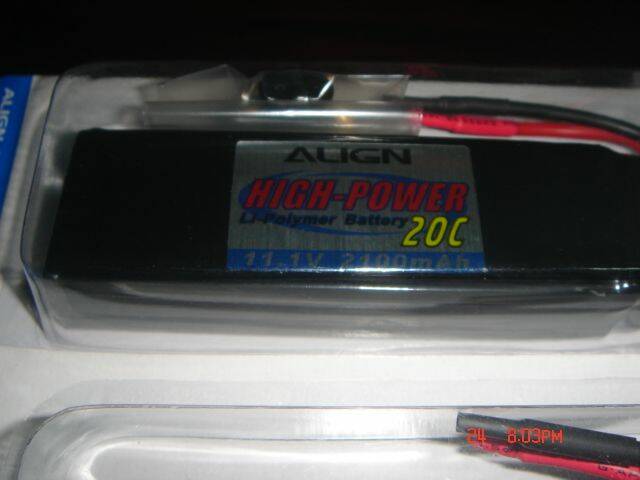 ALIGN
ALIGN
HIGH-POWER
Li-Polymer Battery
20C
11.1V 2100mAh
24 8:03PM